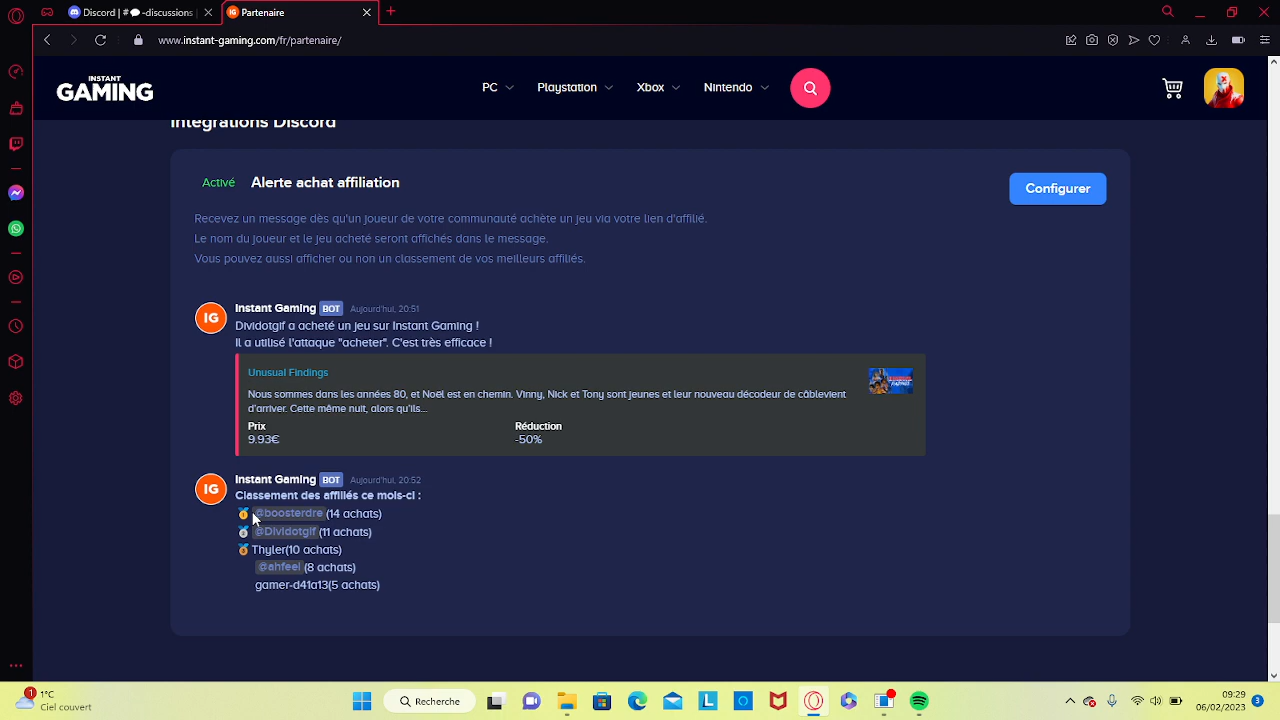 Discord | # 💬 -discussions
Partenaire
www.instant-gaming.com/fr/partenaire/
INSTANT
GAMING
PC
Playstation
Xbox
Nintendo
Intégrations Discord
Activé
Alerte achat affiliation
Configurer
Recevez un message dès qu'un joueur de votre communauté achète un jeu via votre lien d'affilié.
Le nom du joueur et le jeu acheté seront affichés dans le message.
Vous pouvez aussi afficher ou non un classement de vos meilleurs affiliés.
IG
Instant Gaming BOT Aujourd'hui, 20:51
Dividotgif a acheté un jeu sur Instant Gaming !
Il a utilisé l'attaque "acheter". C'est très efficace !
Unusual Findings
Nous sommes dans les années 80, et Noël est en chemin. Vinny, Nick et Tony sont jeunes et leur nouveau décodeur de câblevient
d'arriver. Cette même nuit, alors qu'ils...
Prix
Réduction
9.93€
-50%
IG
Instant Gaming BOT Aujourd'hui, 20:52
Classement des affiliés ce mois-ci :
@boosterdre (14 achats)
@Dividotgif (11 achats)
Thyler(10 achats)
@ahfeel (8 achats)
gamer-d41a13(5 achats)
1
1°C
Ciel couvert
Recherche
09:29
06/02/2023
3